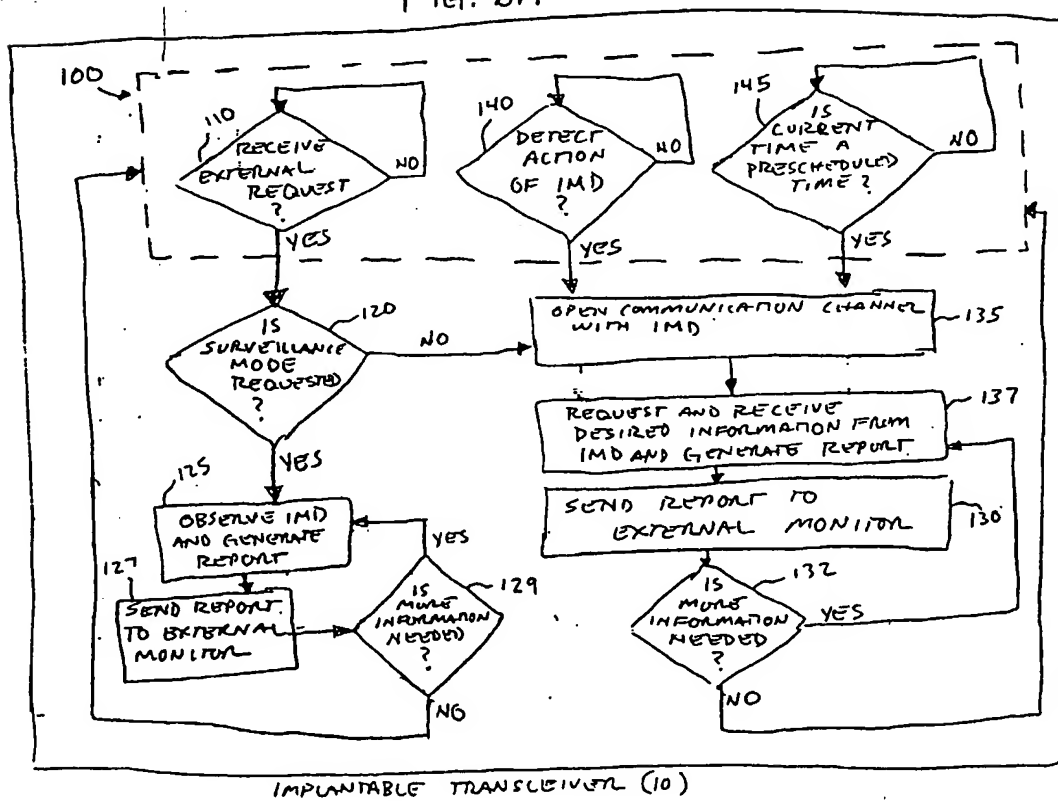 100
110
RECEIVE
EXTERNAL
REQUEST
?
NO
YES
140
DETECT
ACTION
OF IMD
?
NO
YES
145
IS
CURRENT
TIME A
PRESCHEDULED
TIME?
NO
YES
120
IS
SURVEILLANCE
MODE
REQUESTED
?
NO
YES
OPEN COMMUNICATION CHANNEL
WITH IMD
135
REQUEST AND RECEIVE
DESIRED INFORMATION FROM
IMD AND GENERATE REPORT
137
125
OBSERVE IMD
AND GENERATE
REPORT
SEND REPORT TO
EXTERNAL MONITOR
130
127
SEND REPORT
TO EXTERNAL
MONITOR
129
IS
MORE
INFORMATION
NEEDED
?
YES
NO
132
IS
MORE
INFORMATION
NEEDED
?
YES
NO
IMPLANTABLE TRANSCEIVER (10)